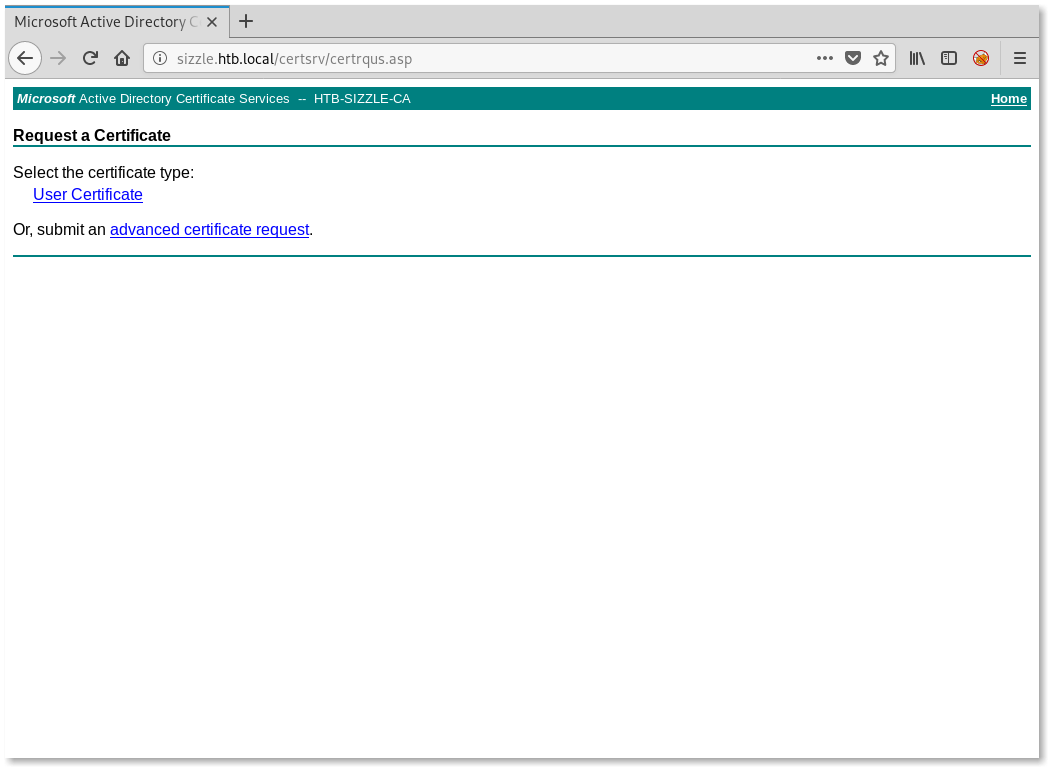 Microsoft Active Directory C
sizzle.htb.local/certsrv/certrqus.asp
Microsoft Active Directory Certificate Services -- HTB-SIZZLE-CA Home
Request a Certificate
Select the certificate type:
User Certificate
Or, submit an advanced certificate request.